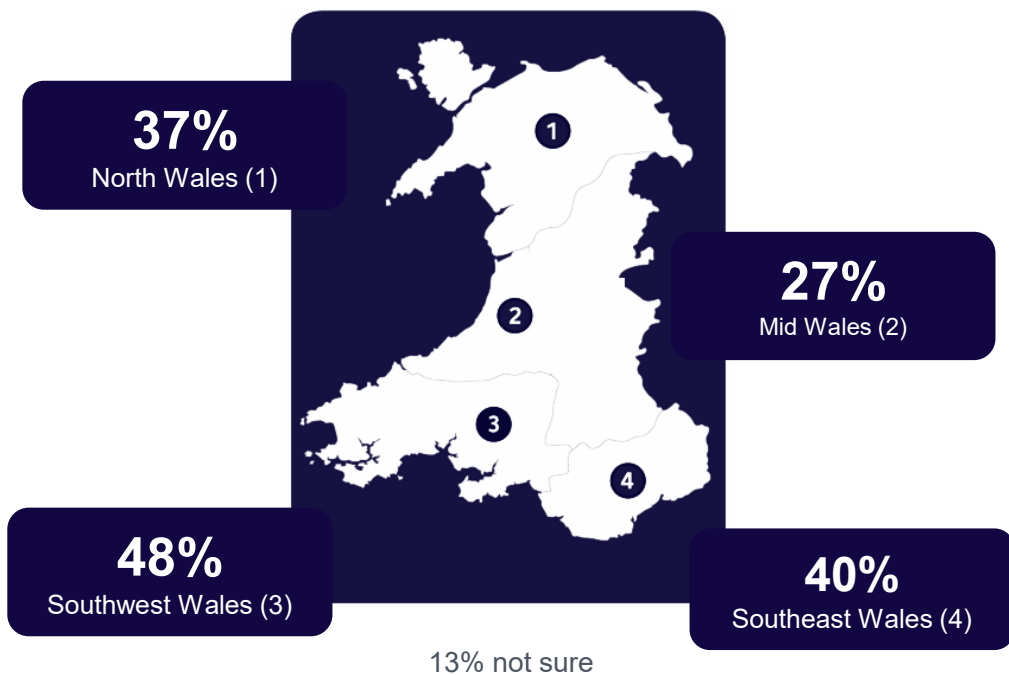 37%
North Wales (1)
1
27%
Mid Wales (2)
2
3
4
48%
Southwest Wales (3)
40%
Southeast Wales (4)
13% not sure